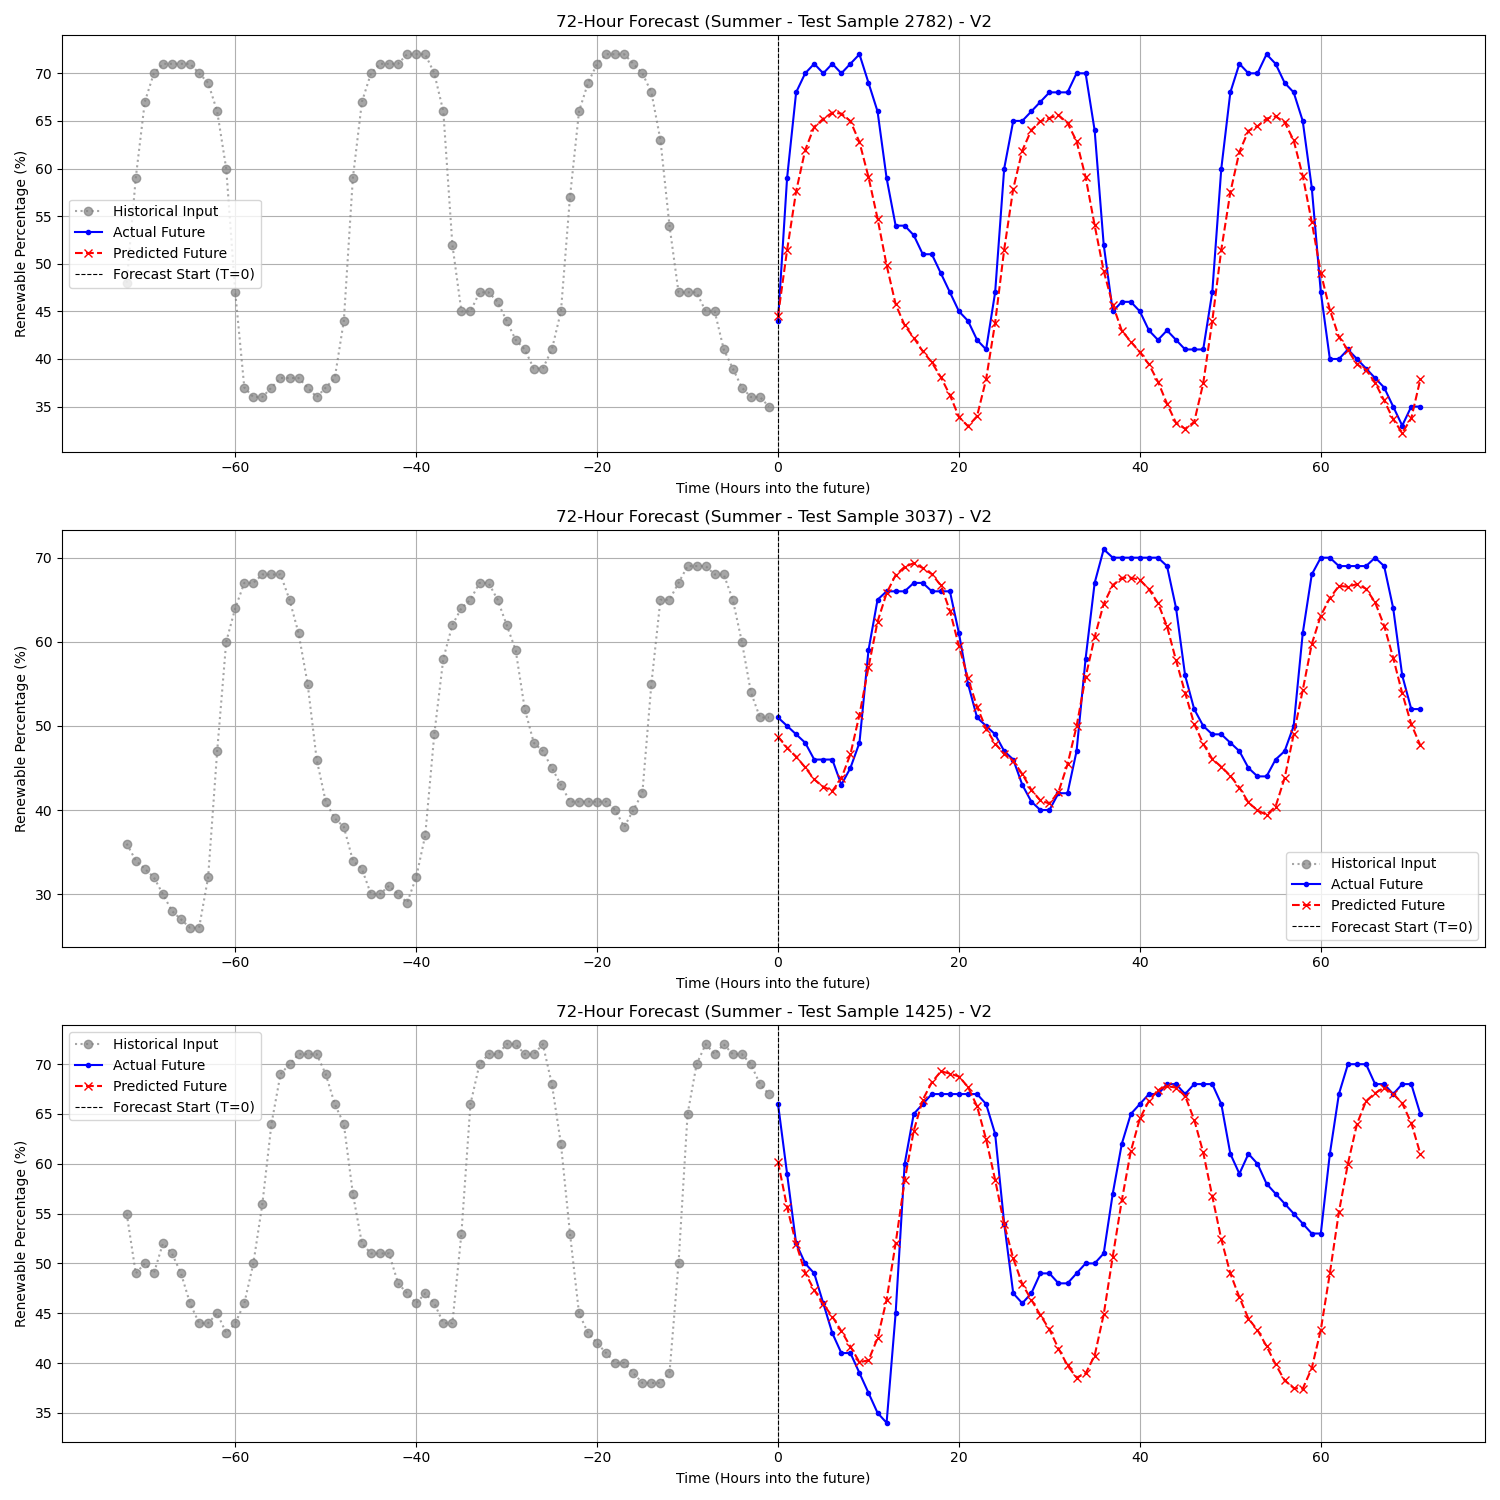 72-Hour Forecast (Summer - Test Sample 2782) - V2
Renewable Percentage (%)
70
65
60
55
50
45
40
35
Historical Input
Actual Future
Predicted Future
Forecast Start (T=0)
−60 −40 −20 0 20 40 60
Time (Hours into the future)
72-Hour Forecast (Summer - Test Sample 3037) - V2
Renewable Percentage (%)
70
60
50
40
30
Historical Input
Actual Future
Predicted Future
Forecast Start (T=0)
−60 −40 −20 0 20 40 60
Time (Hours into the future)
72-Hour Forecast (Summer - Test Sample 1425) - V2
Renewable Percentage (%)
70
65
60
55
50
45
40
35
Historical Input
Actual Future
Predicted Future
Forecast Start (T=0)
−60 −40 −20 0 20 40 60
Time (Hours into the future)